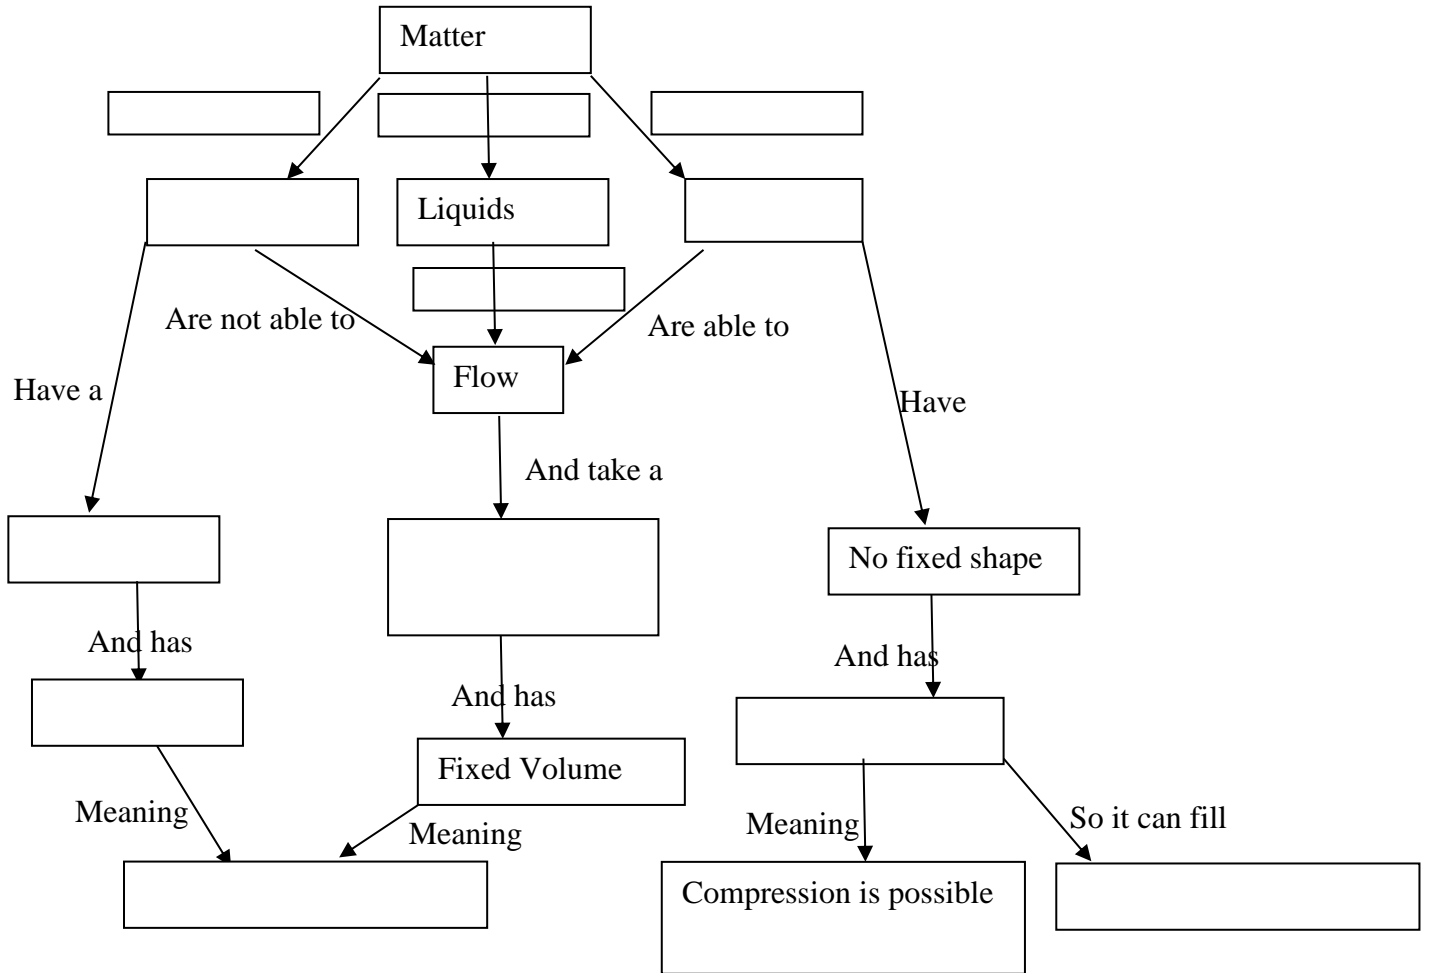 Matter
Liquids
Are not able to
Are able to
Flow
Have a
Have
And take a
No fixed shape
And has
And has
And has
Fixed Volume
Meaning
Meaning
Meaning
So it can fill
Compression is possible